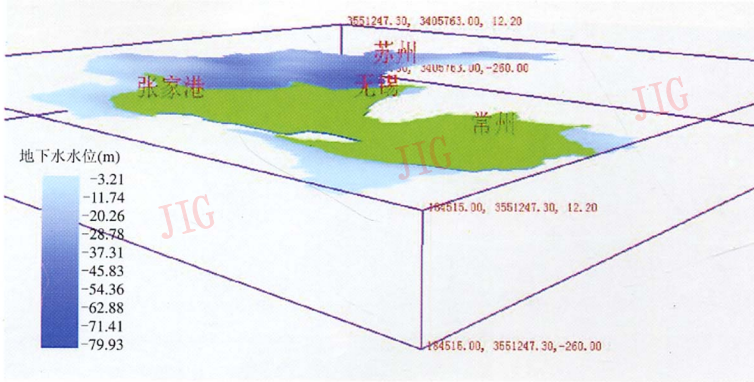 3551247.30, 3405763.00, 12.20
苏州
30, 3405763.00,-260.00
张家港
无锡
常州
JIG
JIG
JIG
地下水水位(m)
-3.21
-11.74
-20.26
-28.78
-37.31
-45.83
-54.36
-62.88
-71.41
-79.93
184515.00, 3551247.30, 12.20
184515.00, 3551247.30,-260.00